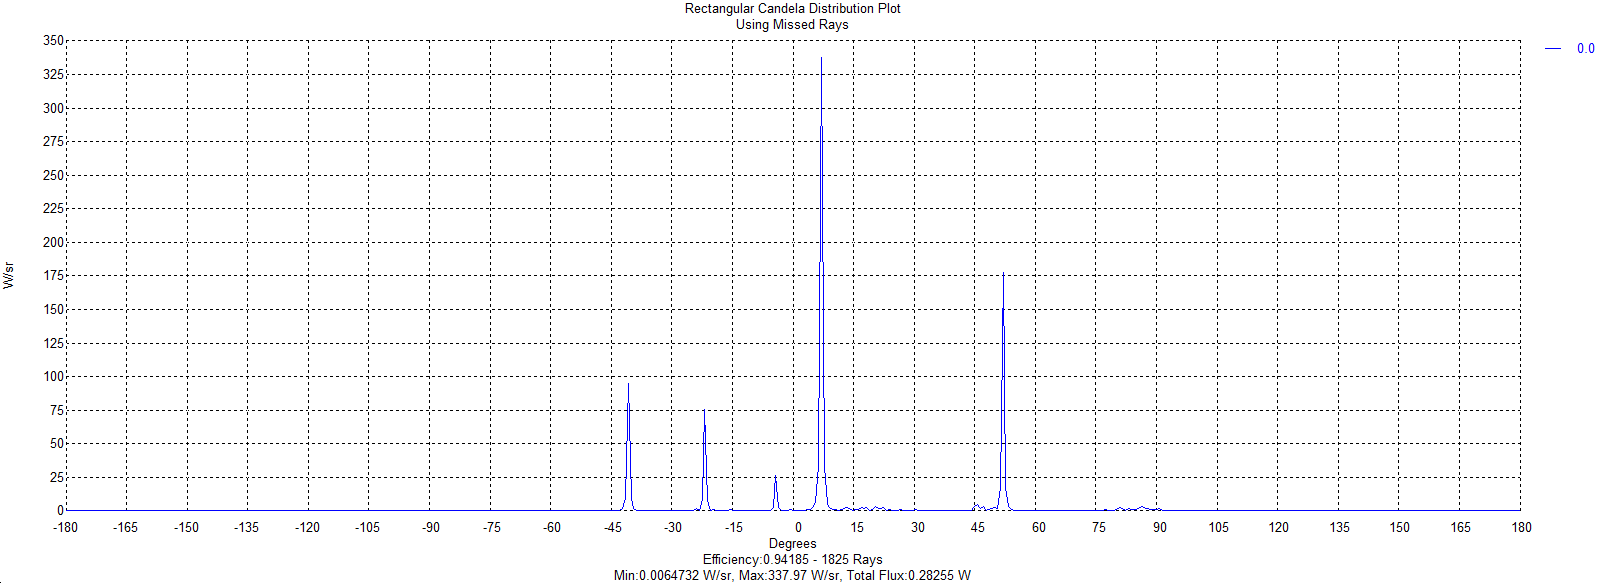 Rectangular Candela Distribution Plot
Using Missed Rays
0.0
350
325
300
275
250
225
200
175
150
125
100
75
50
25
0
W/sr
-180 -165 -150 -135 -120 -105 -90 -75 -60 -45 -30 -15 0 15 30 45 60 75 90 105 120 135 150 165 180
Degrees
Efficiency:0.94185 - 1825 Rays
Min:0.0064732 W/sr, Max:337.97 W/sr, Total Flux:0.28255 W